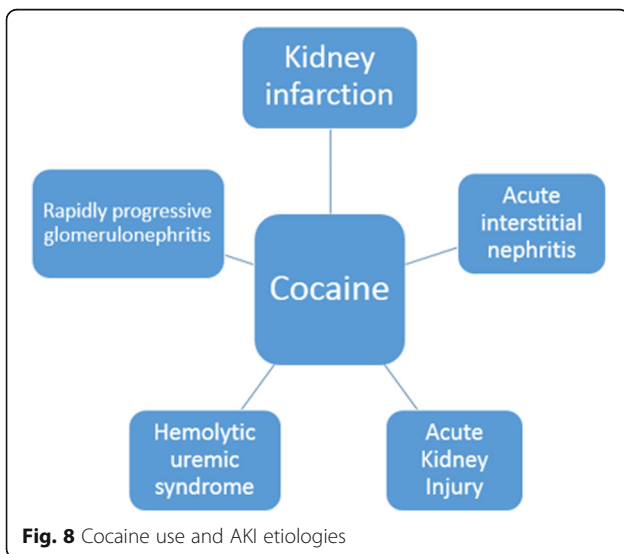 Kidney
infarction
Rapidly progressive
glomerulonephritis
Acute
interstitial
nephritis
Cocaine
Hemolytic
uremic
syndrome
Acute
Kidney
Injury
Fig. 8 Cocaine use and AKI etiologies